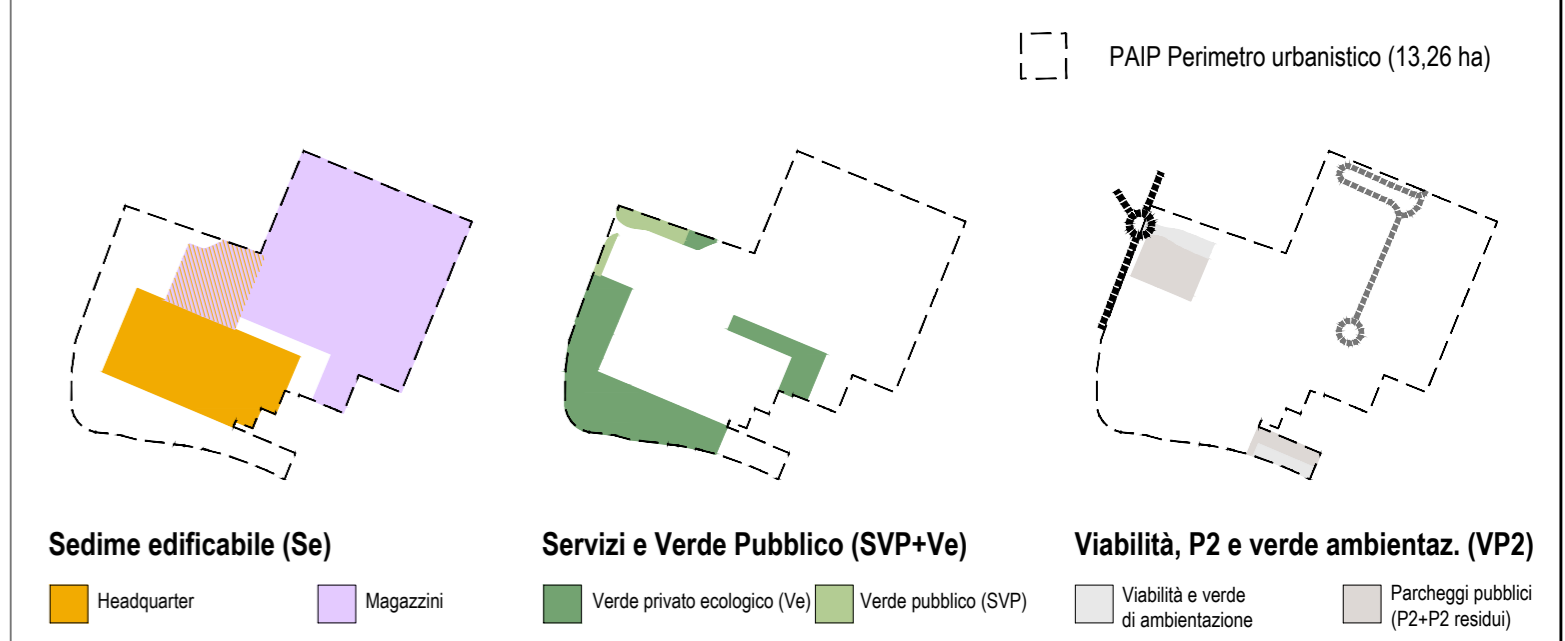 PAIP Perimetro urbanistico (13,26 ha)
Sedime edificabile (Se)
Headquarter
Magazzini
Servizi e Verde Pubblico (SVP+Ve)
Verde privato ecologico (Ve)
Verde pubblico (SVP)
Viabilità, P2 e verde ambientaz. (VP2)
Viabilità e verde
di ambientazione
Parcheggi pubblici
(P2+P2 residui)